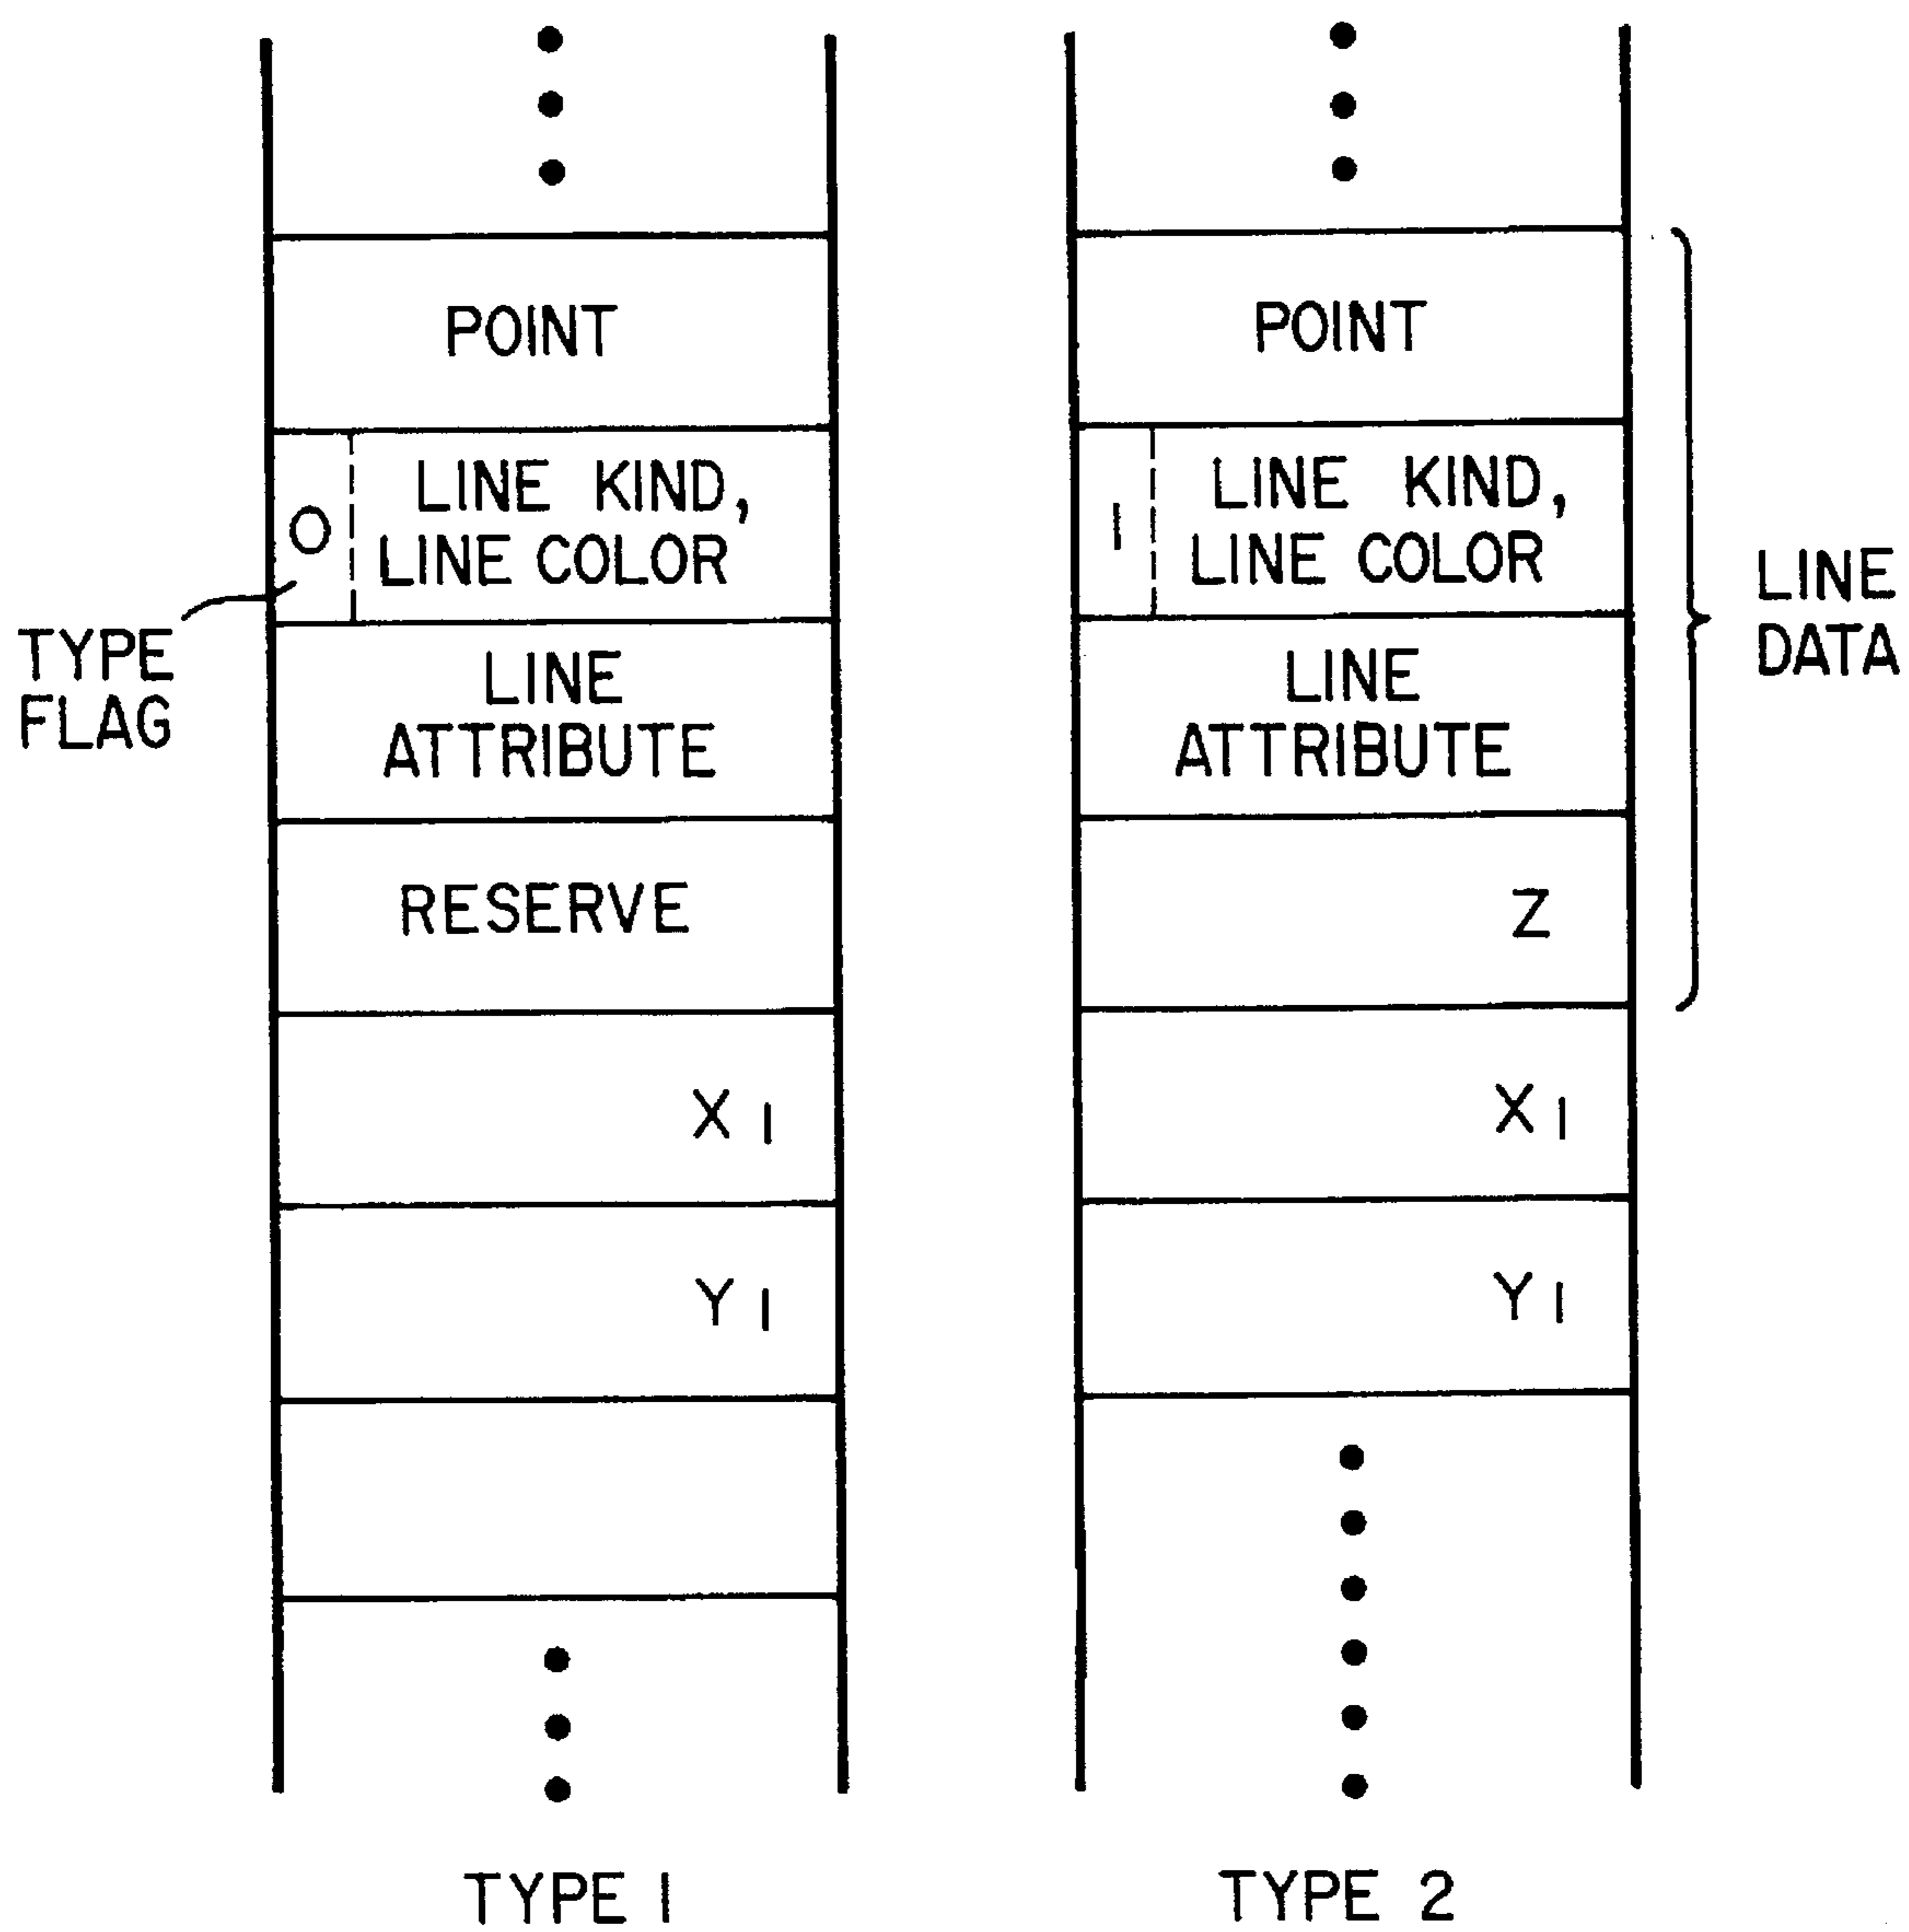 POINT
0
LINE KIND,
LINE COLOR
TYPE
FLAG
LINE
ATTRIBUTE
RESERVE
X1
Y1
TYPE 1
POINT
1
LINE KIND,
LINE COLOR
LINE
ATTRIBUTE
Z
X1
Y1
LINE
DATA
TYPE 2